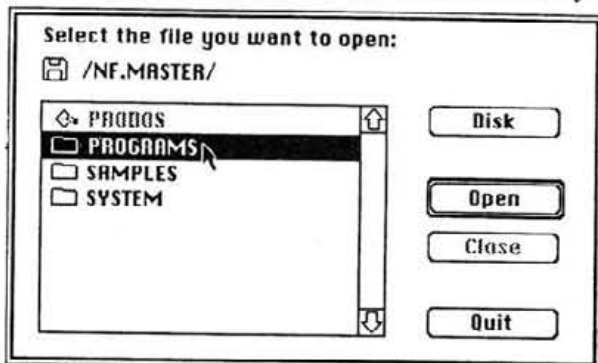 Select the file you want to open:
/NF.MASTER/
PRODOS
PROGRAMS
SAMPLES
SYSTEM
Disk
Open
Close
Quit